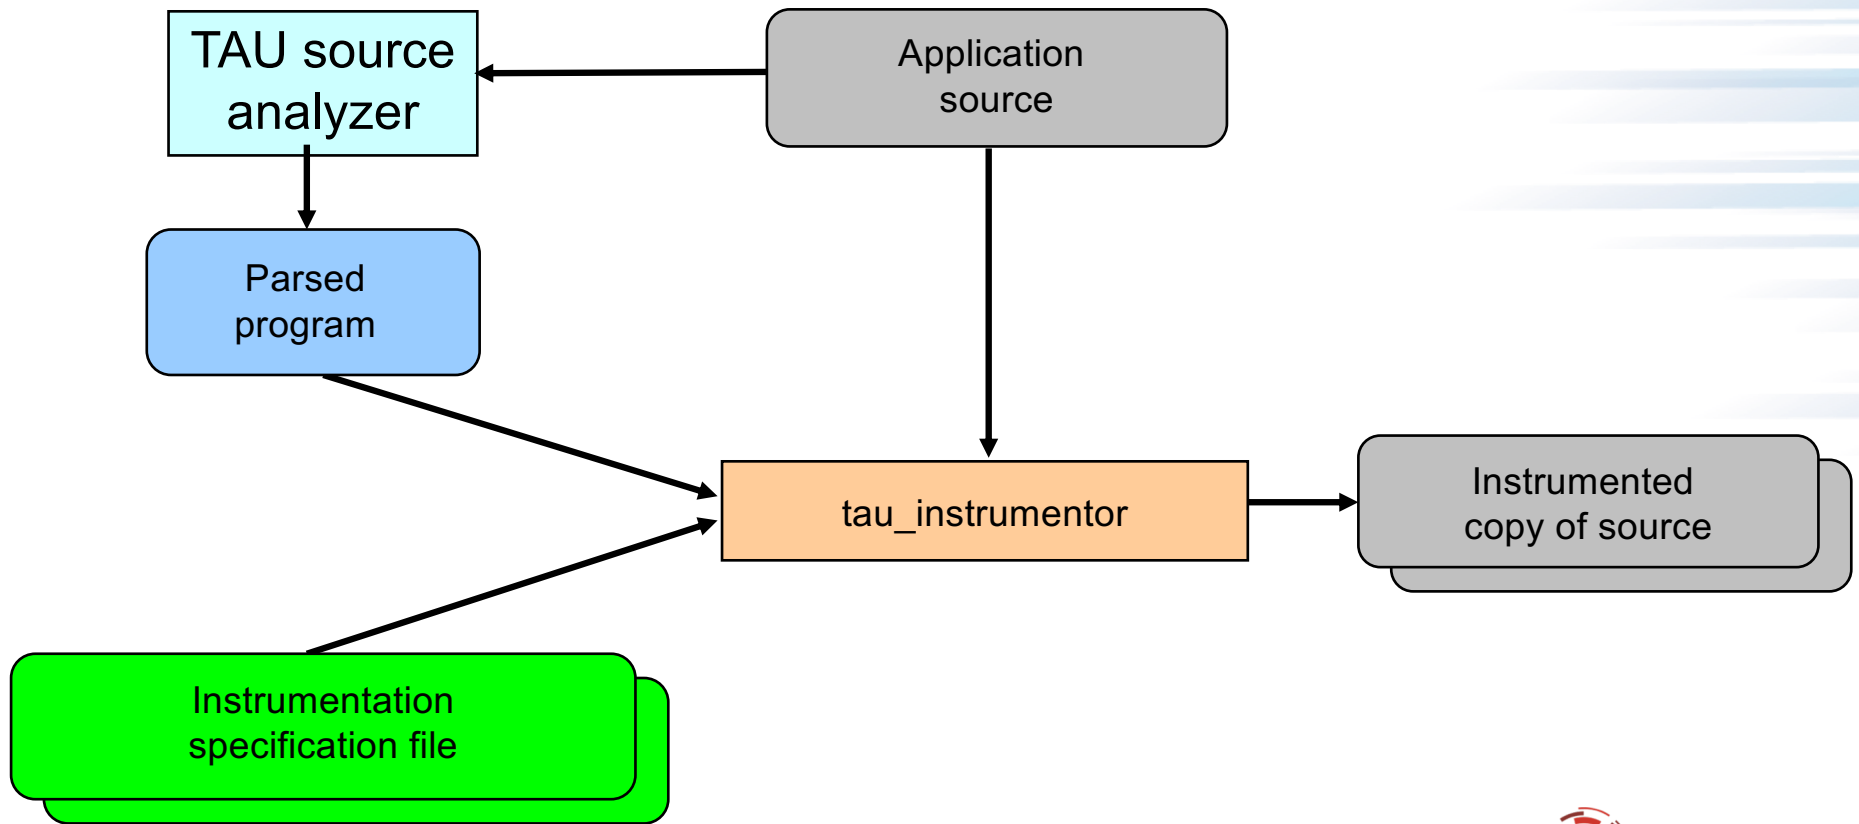 TAU source
analyzer
Application
source
Parsed
program
tau_instrumentor
Instrumented
copy of source
Instrumentation
specification file